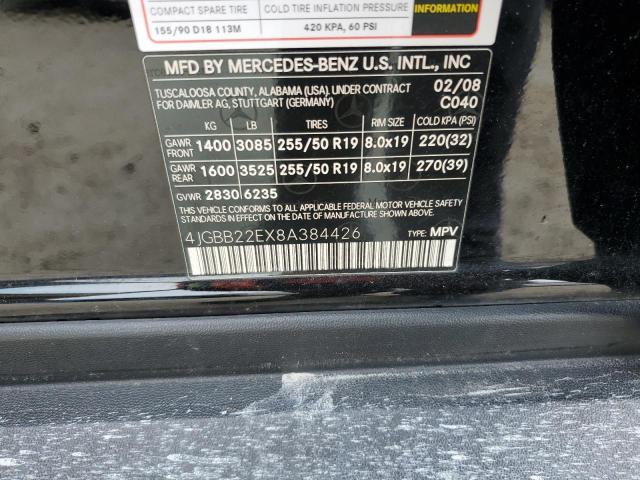 COMPACT SPARE TIRE COLD TIRE INFLATION PRESSURE INFORMATION
155/90 D18 113M 420 KPA, 60 PSI
MFD BY MERCEDES-BENZ U.S. INTL., INC
TUSCALOOSA COUNTY, ALABAMA (USA), UNDER CONTRACT 02/08
FOR DAIMLER AG, STUTTGART (GERMANY) C040
KG LB TIRES RIM SIZE COLD KPA (PSI)
GAWR FRONT 1400 3085 255/50 R19 8.0x19 220(32)
GAWR REAR 1600 3525 255/50 R19 8.0x19 270(39)
GVWR 2830 6235
THIS VEHICLE CONFORMS TO ALL APPLICABLE FEDERAL MOTOR VEHICLE
SAFETY STANDARDS IN EFFECT ON THE DATE OF MANUFACTURE SHOWN ABOVE.
4JGBB22EX8A384426 TYPE: MPV